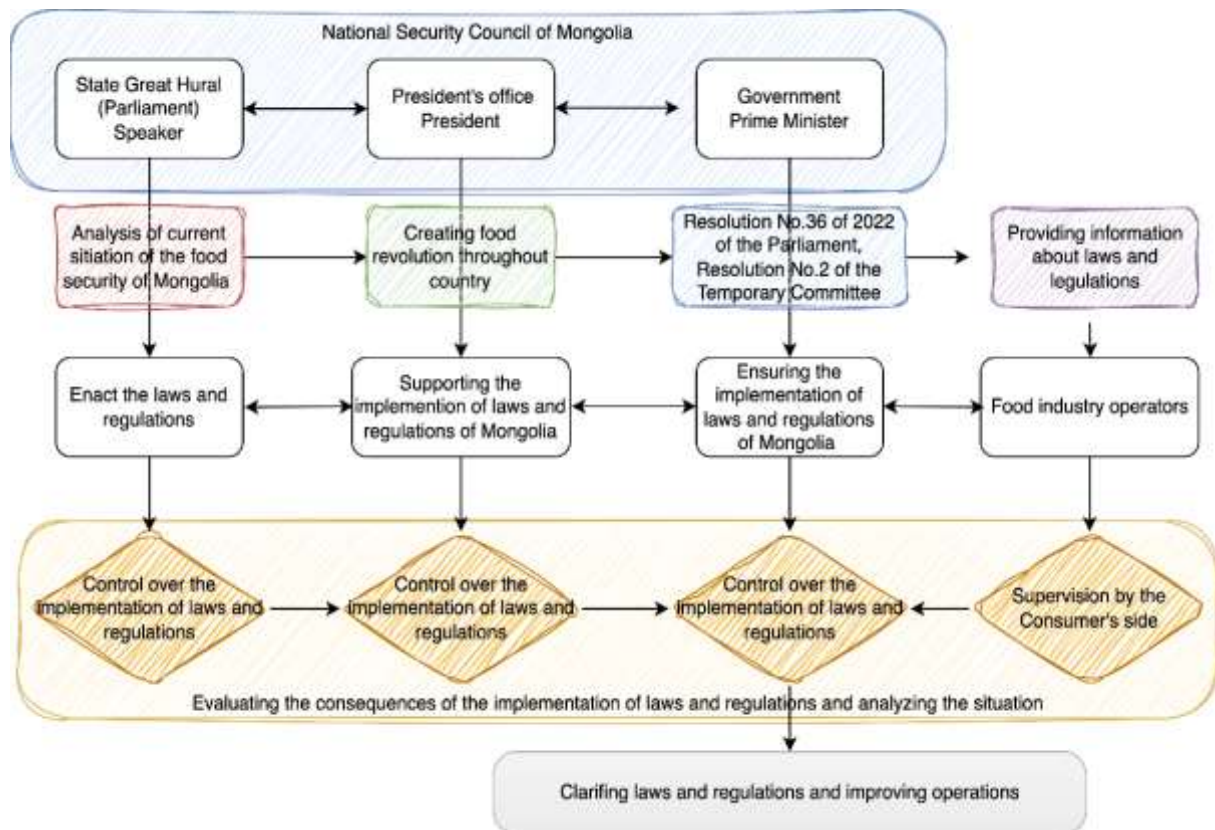 National Security Council of Mongolia
State Great Hural
(Parliament)
Speaker
President's office
President
Government
Prime Minister
Analysis of current
sitiation of the food
security of Mongolia
Creating food
revolution throughout
country
Resolution No.36 of 2022
of the Parliament,
Resolution No.2 of the
Temporary Committee
Providing information
about laws and
legulations
Enact the laws and
regulations
Supporting the
implemention of laws and
regulations of Mongolia
Ensuring the
implementation of
laws and regulations
of Mongolia
Food industry operators
Control over the
implementation of laws and
regulations
Control over the
implementation of laws and
regulations
Control over the
implementation of laws and
regulations
Supervision by the
Consumer's side
Evaluating the consequences of the implementation of laws and regulations and analyzing the situation
Clarifing laws and regulations and improving operations